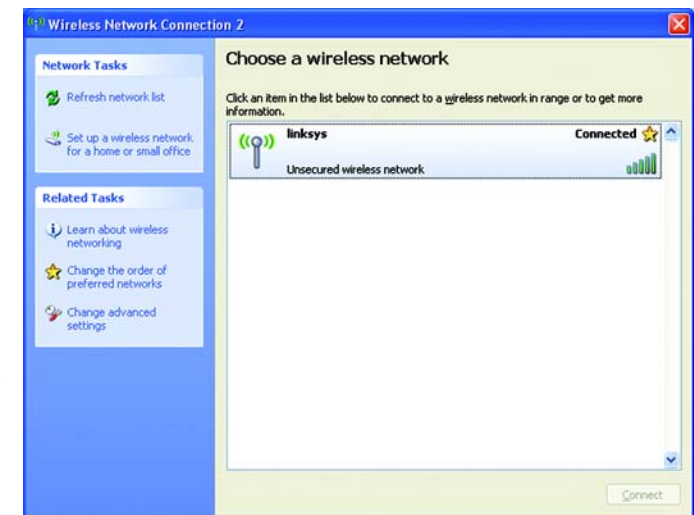 Wireless Network Connection 2
Network Tasks
Refresh network list
Set up a wireless network
for a home or small office
Related Tasks
Learn about wireless
networking
Change the order of
preferred networks
Change advanced
settings
Choose a wireless network
Click an item in the list below to connect to a wireless network in range or to get more
information.
linksys
Connected
Unsecured wireless network
Connect